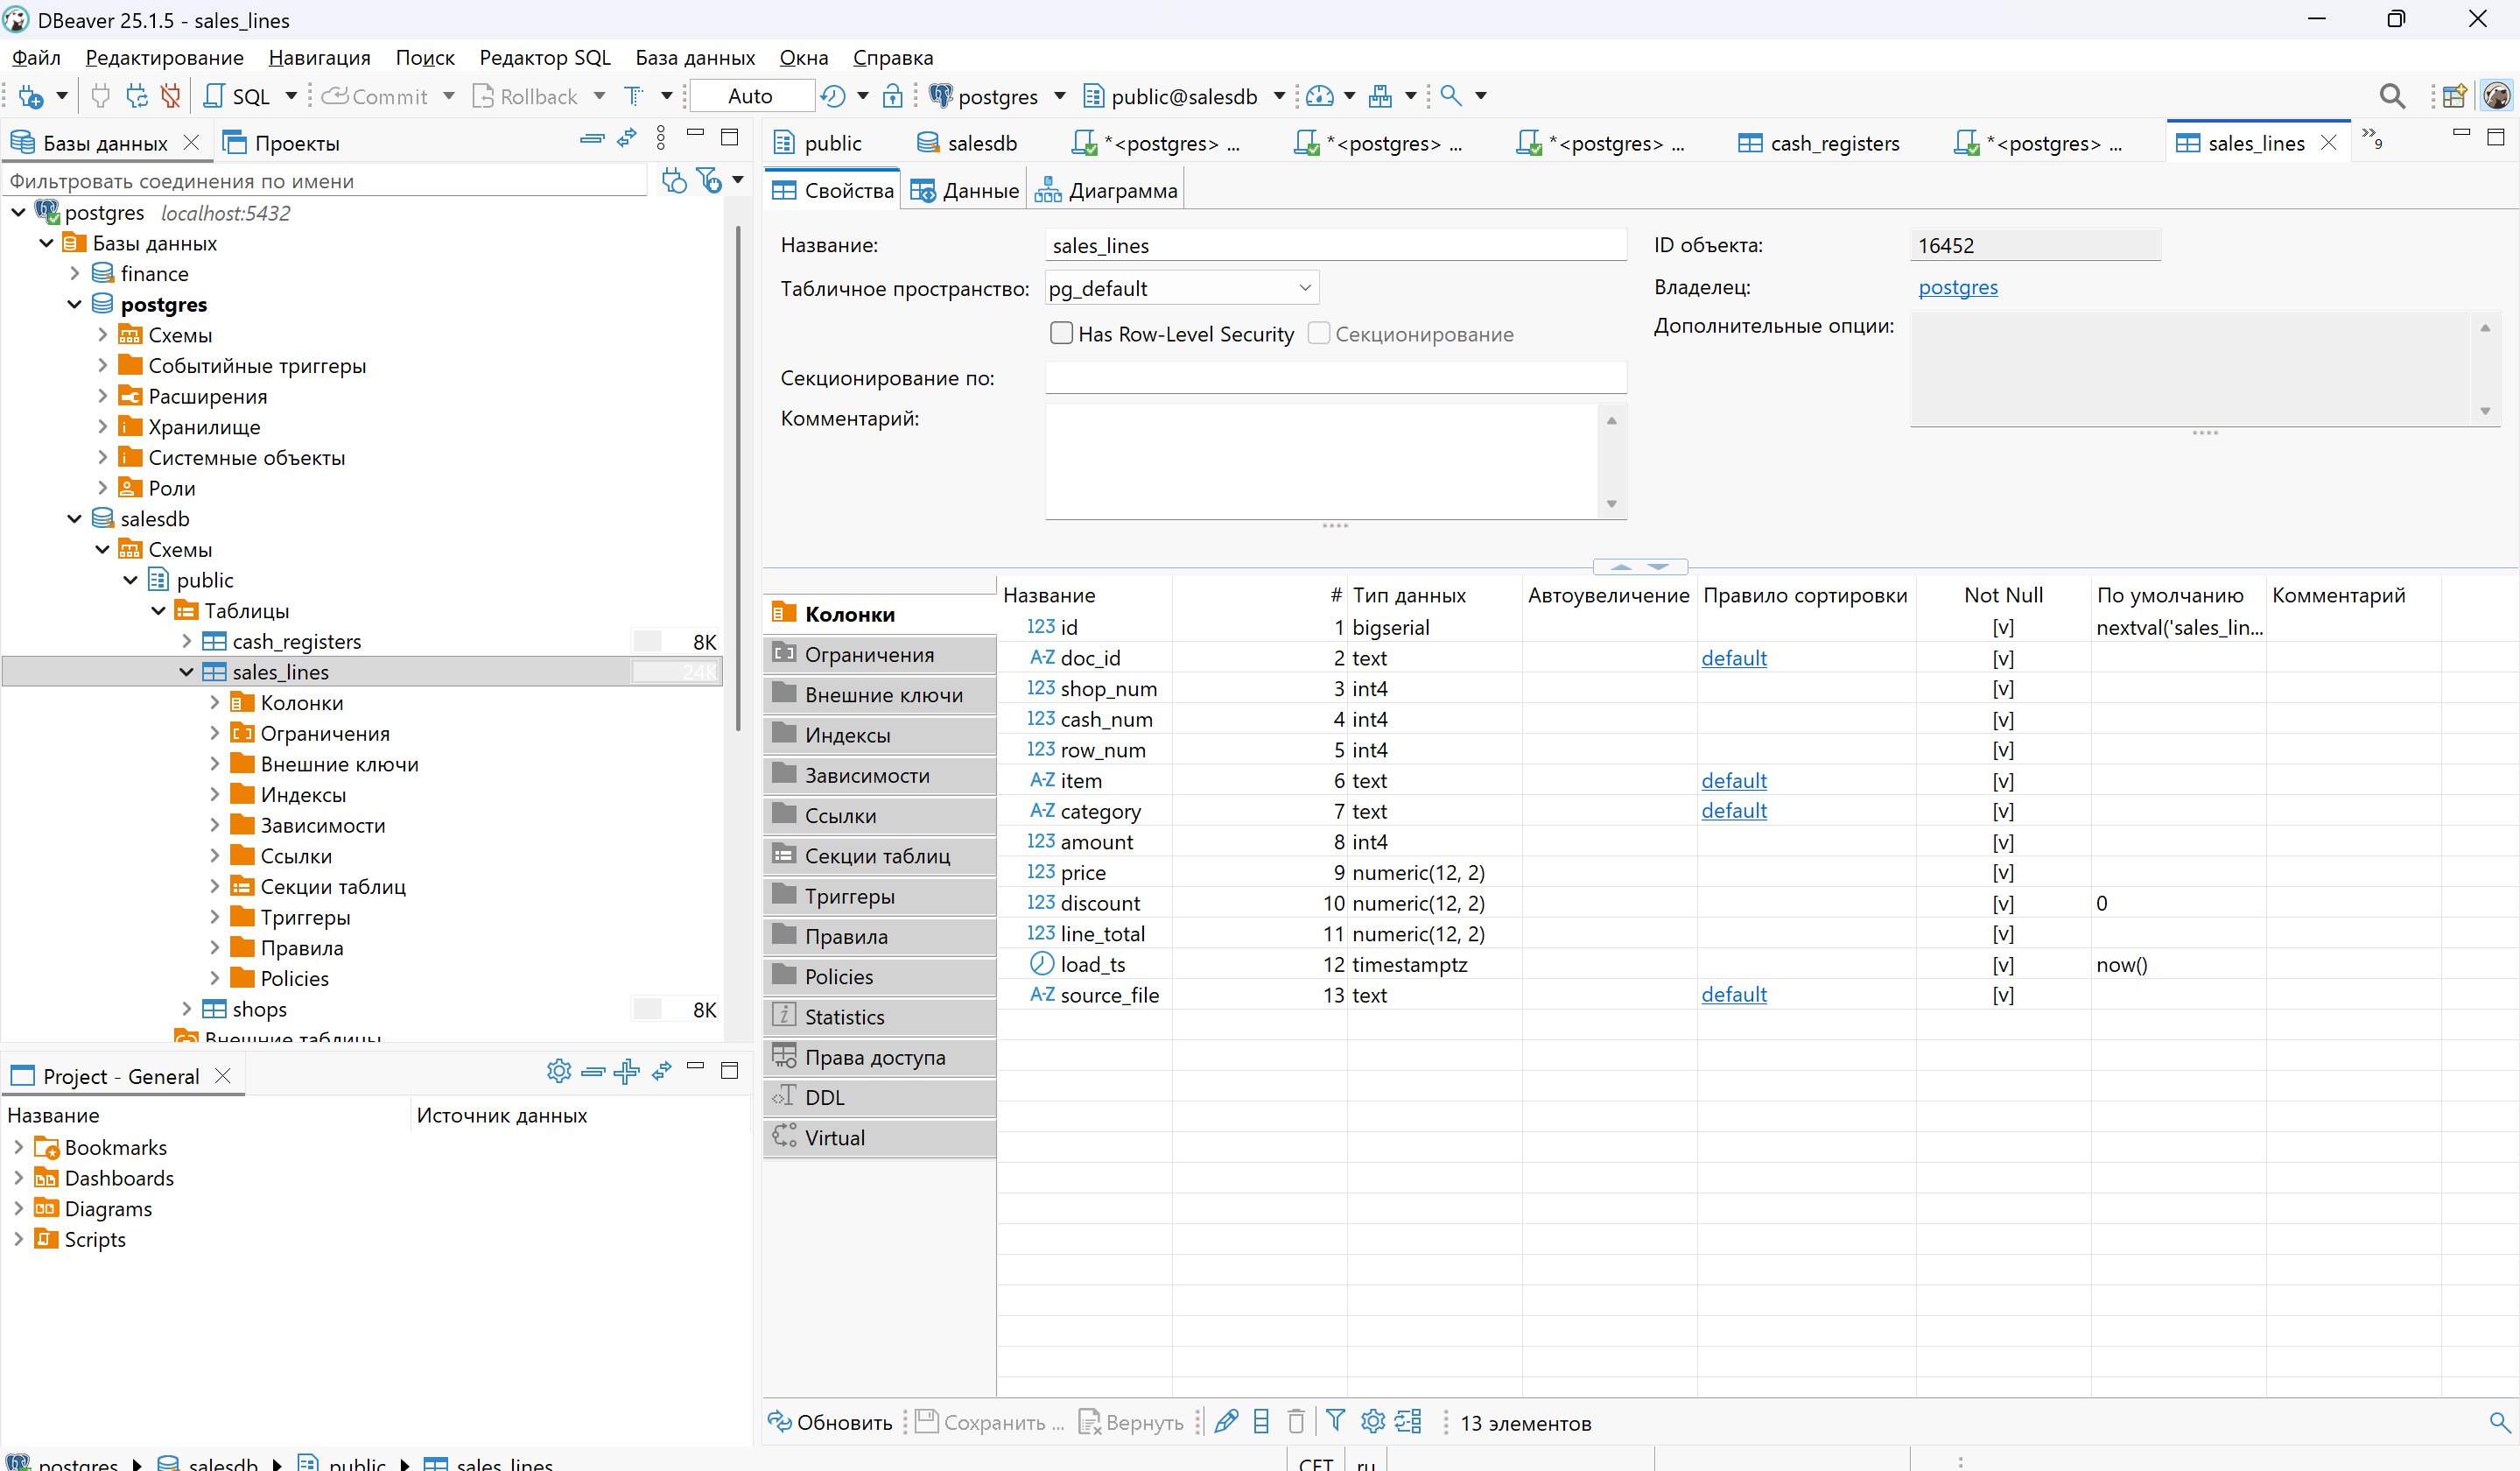 DBeaver 25.1.5 - sales_lines
Файл Редактирование Навигация Поиск Редактор SQL База данных Окна Справка
SQL Commit Rollback Auto postgres public@salesdb
Базы данных Проекты
public salesdb *<postgres> ... *<postgres> ... *<postgres> ... cash_registers *<postgres> ... sales_lines 9
Фильтровать соединения по имени
postgres localhost:5432
Базы данных
finance
postgres
Схемы
Событийные триггеры
Расширения
Хранилище
Системные объекты
Роли
salesdb
Схемы
public
Таблицы
cash_registers 8K
sales_lines 24K
Колонки
Ограничения
Внешние ключи
Индексы
Зависимости
Ссылки
Секции таблиц
Триггеры
Правила
Policies
shops 8K
Внешние таблицы
Project - General
Название Источник данных
Bookmarks
Dashboards
Diagrams
Scripts
Свойства Данные Диаграмма
Название: sales_lines ID объекта: 16452
Табличное пространство: pg_default Владелец: postgres
Has Row-Level Security Секционирование Дополнительные опции:
Секционирование по:
Комментарий:
Колонки
Ограничения
Внешние ключи
Индексы
Зависимости
Ссылки
Секции таблиц
Триггеры
Правила
Policies
Statistics
Права доступа
DDL
Virtual
Название # Тип данных Автоувеличение Правило сортировки Not Null По умолчанию Комментарий
123 id 1 bigserial [v] nextval('sales_lin...
A-Z doc_id 2 text default [v]
123 shop_num 3 int4 [v]
123 cash_num 4 int4 [v]
123 row_num 5 int4 [v]
A-Z item 6 text default [v]
A-Z category 7 text default [v]
123 amount 8 int4 [v]
123 price 9 numeric(12, 2) [v]
123 discount 10 numeric(12, 2) [v] 0
123 line_total 11 numeric(12, 2) [v]
load_ts 12 timestamptz [v] now()
A-Z source_file 13 text default [v]
Обновить Сохранить ... Вернуть 13 элементов
postgres salesdb public sales_lines CET ru